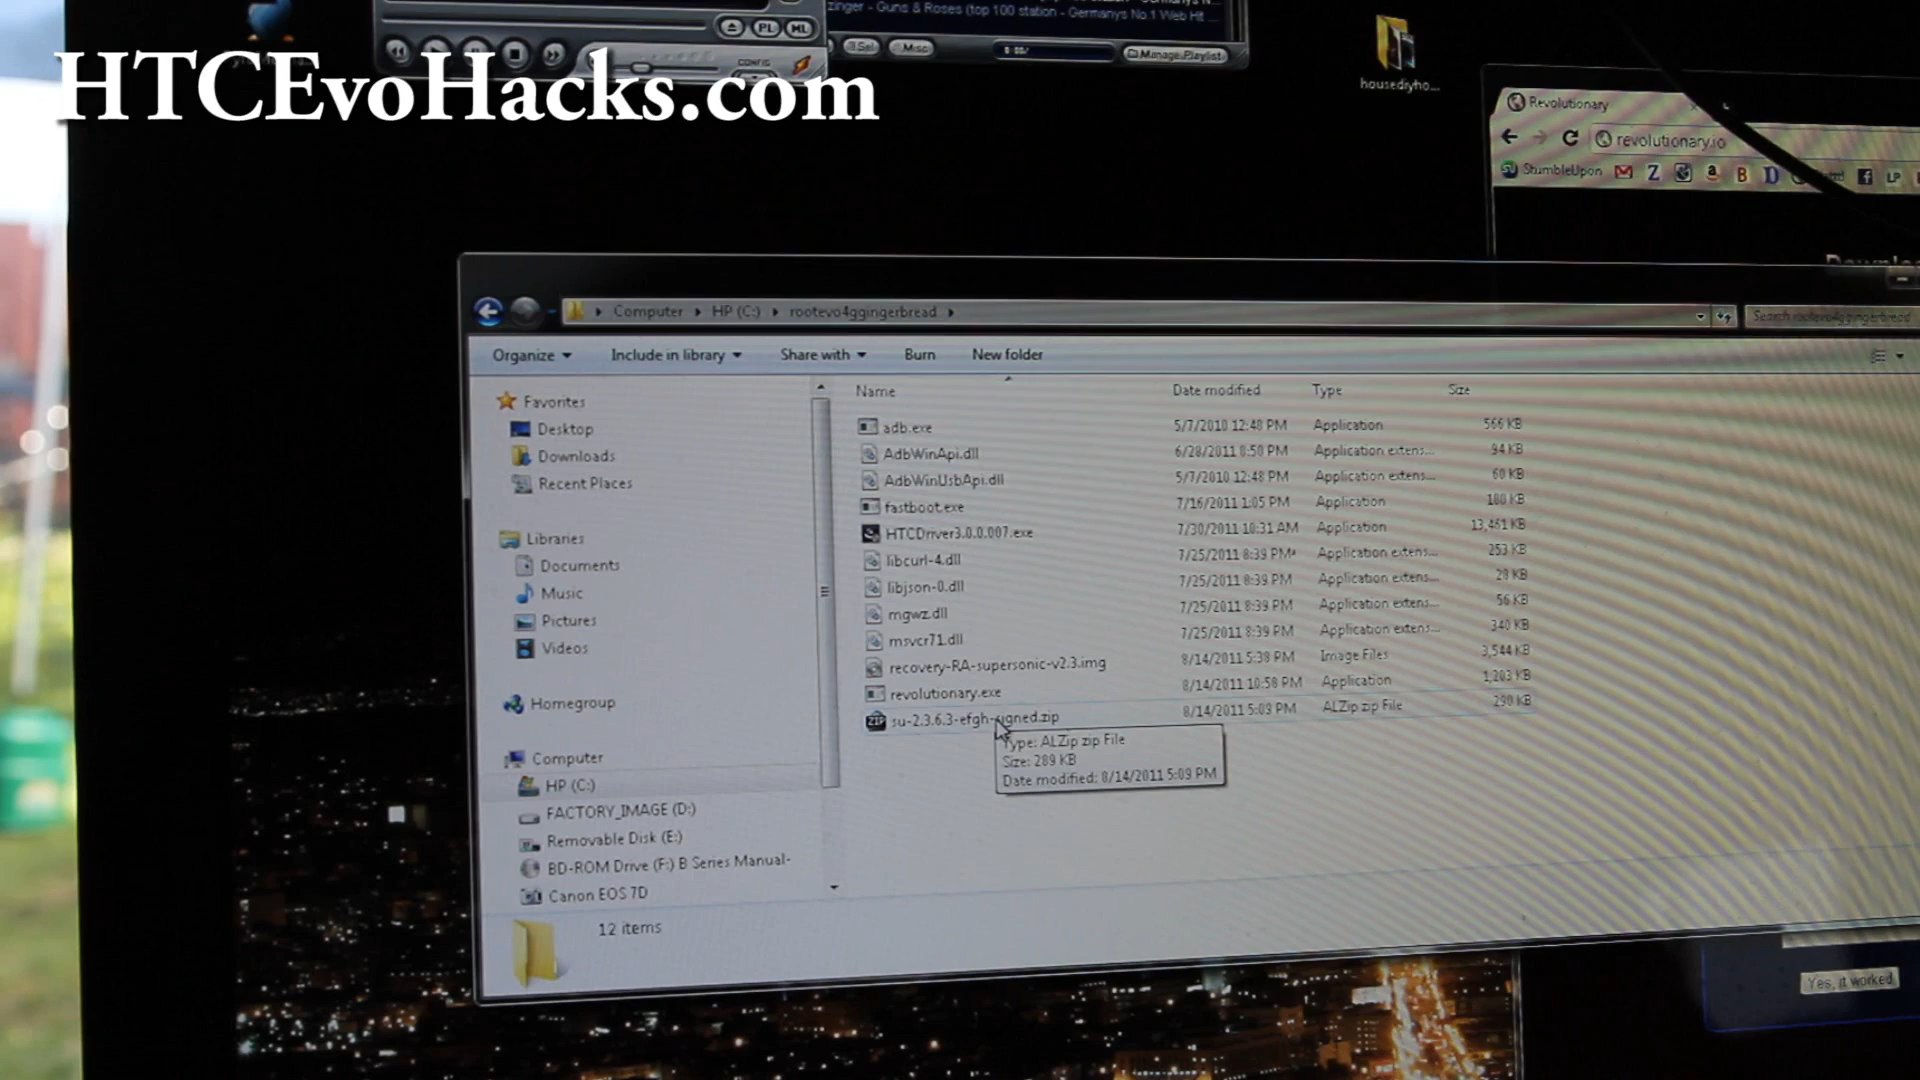 zinger - Guns & Roses (top 100 station - Germanys No.1 Web Hit ...
PL
ML
Sel
Misc
Manage Playlist
CONFIG
HTCEvoHacks.com
housediyho...
Revolutionary
revolutionary.io
StumbleUpon
LP
Computer
HP (C:)
rootevo4ggingerbread
Search rootevo4ggingerbread
Organize
Include in library
Share with
Burn
New folder
Name
Date modified
Type
Size
Favorites
Desktop
Downloads
Recent Places
Libraries
Documents
Music
Pictures
Videos
Homegroup
Computer
HP (C:)
FACTORY_IMAGE (D:)
Removable Disk (E:)
BD-ROM Drive (F:) B Series Manual-
Canon EOS 7D
adb.exe 5/7/2010 12:48 PM Application 566 KB
AdbWinApi.dll 6/28/2011 8:50 PM Application extens... 94 KB
AdbWinUsbApi.dll 5/7/2010 12:48 PM Application extens... 60 KB
fastboot.exe 7/16/2011 1:05 PM Application 180 KB
HTCDriver3.0.0.007.exe 7/30/2011 10:31 AM Application 13,461 KB
libcurl-4.dll 7/25/2011 8:39 PM Application extens... 253 KB
libjson-0.dll 7/25/2011 8:39 PM Application extens... 28 KB
mgwz.dll 7/25/2011 8:39 PM Application extens... 56 KB
msvcr71.dll 7/25/2011 8:39 PM Application extens... 340 KB
recovery-RA-supersonic-v2.3.img 8/14/2011 5:38 PM Image Files 3,544 KB
revolutionary.exe 8/14/2011 10:58 PM Application 1,203 KB
su-2.3.6.3-efgh-signed.zip 8/14/2011 5:09 PM ALZip zip File 290 KB
Type: ALZip zip File
Size: 289 KB
Date modified: 8/14/2011 5:09 PM
12 items
Yes, it worked